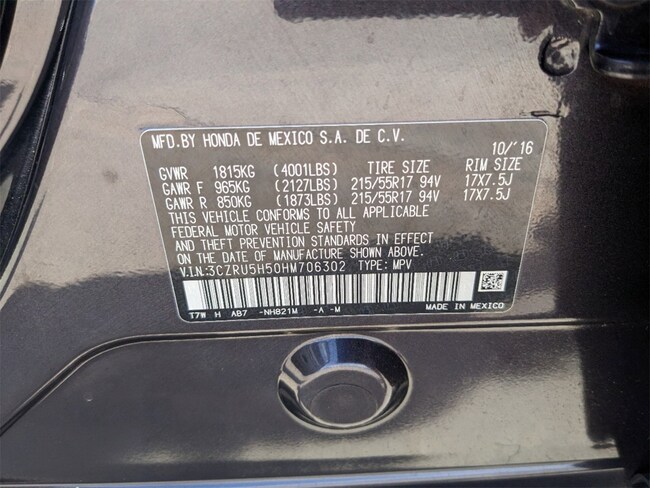 MFD.BY HONDA DE MEXICO S.A. DE C.V. 10/'16
GVWR 1815KG (4001LBS) TIRE SIZE RIM SIZE
GAWR F 965KG (2127LBS) 215/55R17 94V 17X7.5J
GAWR R 850KG (1873LBS) 215/55R17 94V 17X7.5J
THIS VEHICLE CONFORMS TO ALL APPLICABLE
FEDERAL MOTOR VEHICLE SAFETY
AND THEFT PREVENTION STANDARDS IN EFFECT
ON THE DATE OF MANUFACTURE SHOWN ABOVE.
V.I.N.:3CZRU5H50HM706302 TYPE: MPV
T7W H AB7 -NH821M -A -M MADE IN MEXICO